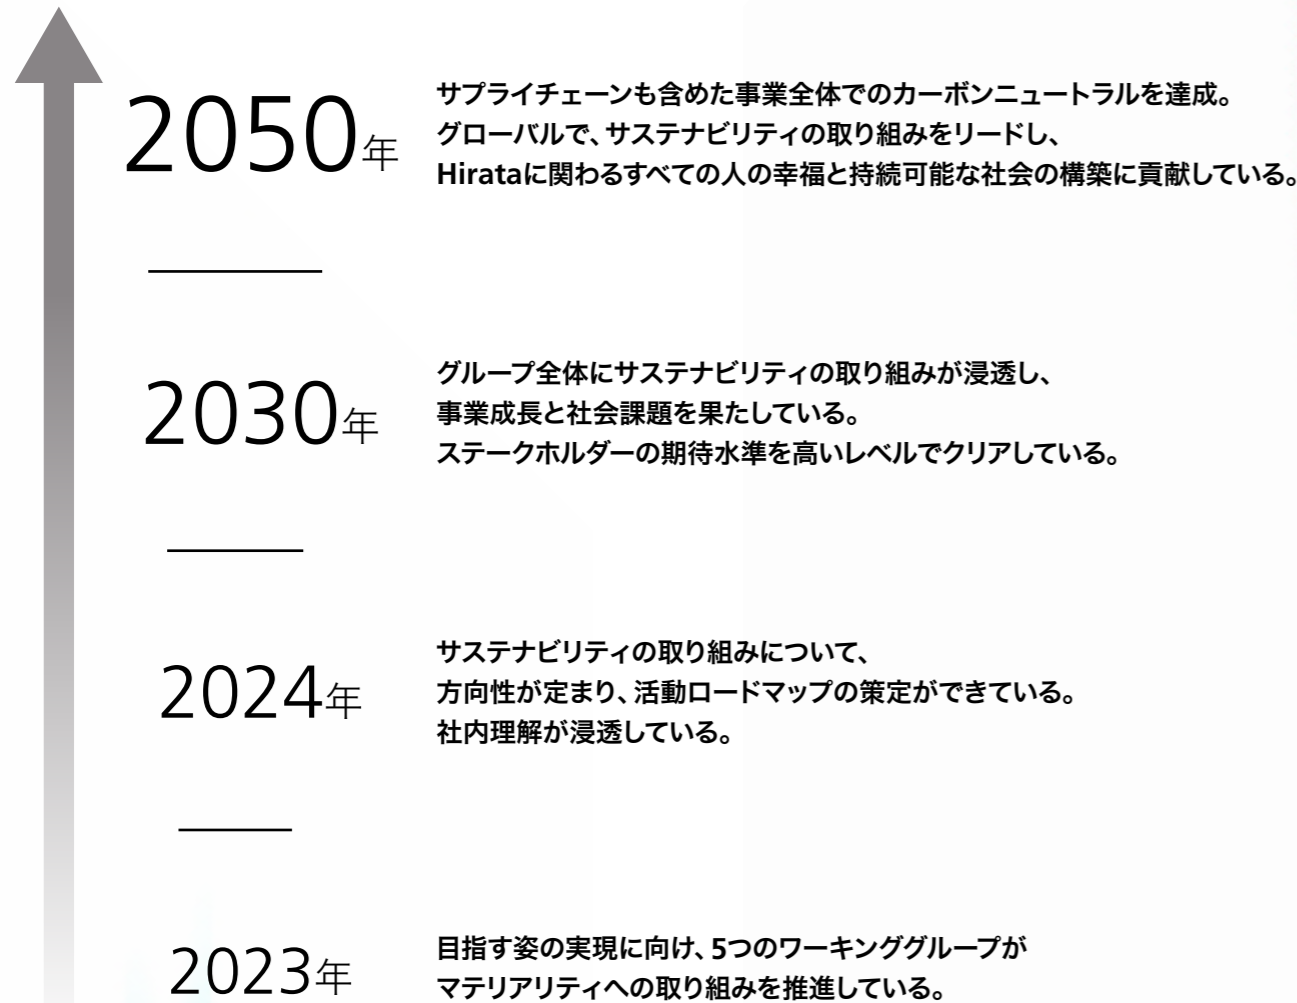 2050年
サプライチェーンも含めた事業全体でのカーボンニュートラルを達成。
グローバルで、サステナビリティの取り組みをリードし、
Hirataに関わるすべての人の幸福と持続可能な社会の構築に貢献している。
2030年
グループ全体にサステナビリティの取り組みが浸透し、
事業成長と社会課題を果たしている。
ステークホルダーの期待水準を高いレベルでクリアしている。
2024年
サステナビリティの取り組みについて、
方向性が定まり、活動ロードマップの策定ができている。
社内理解が浸透している。
2023年
目指す姿の実現に向け、5つのワーキンググループが
マテリアリティへの取り組みを推進している。